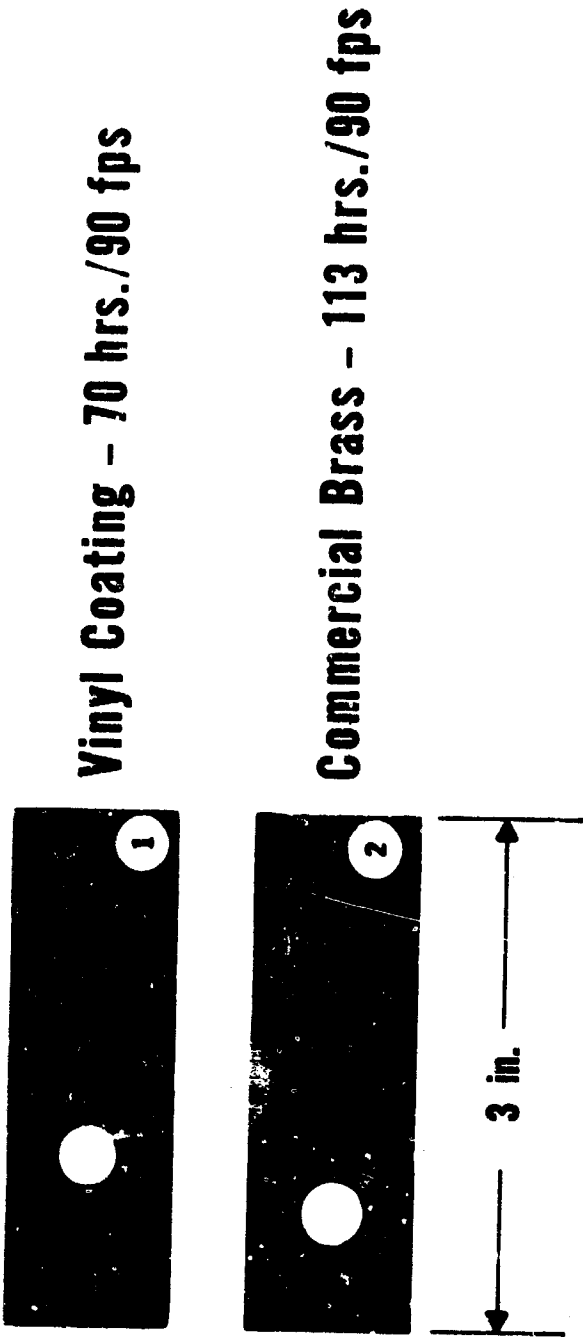 Vinyl Coating – 70 hrs./90 fps
1
Commercial Brass – 113 hrs./90 fps
2
3 in.